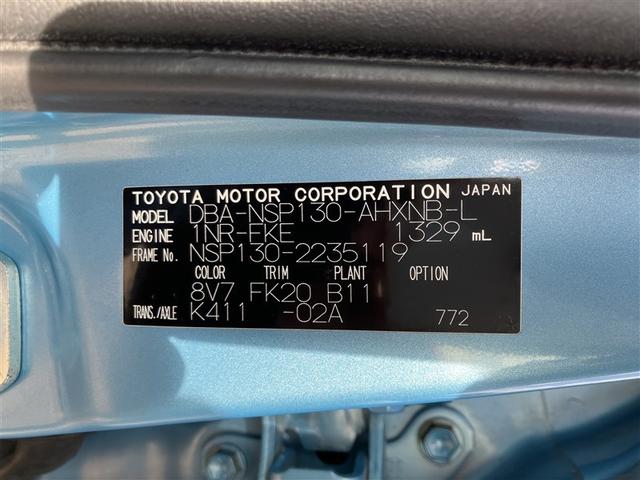 TOYOTA MOTOR CORPORATION JAPAN
MODEL DBA-NSP130-AHXNB-L
ENGINE 1NR-FKE 1329 mL
FRAME No. NSP130-2235119
COLOR TRIM PLANT OPTION
8V7 FK20 B11
TRANS./AXLE K411 -02A 772